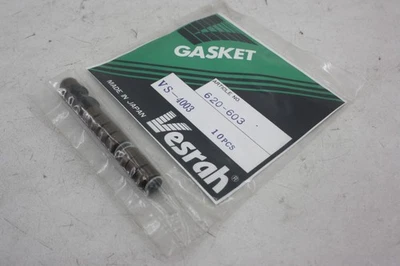 GASKET
ARTICLE NO.
VS-4003
620-603
10PCS
MADE IN JAPAN
Vesrah®